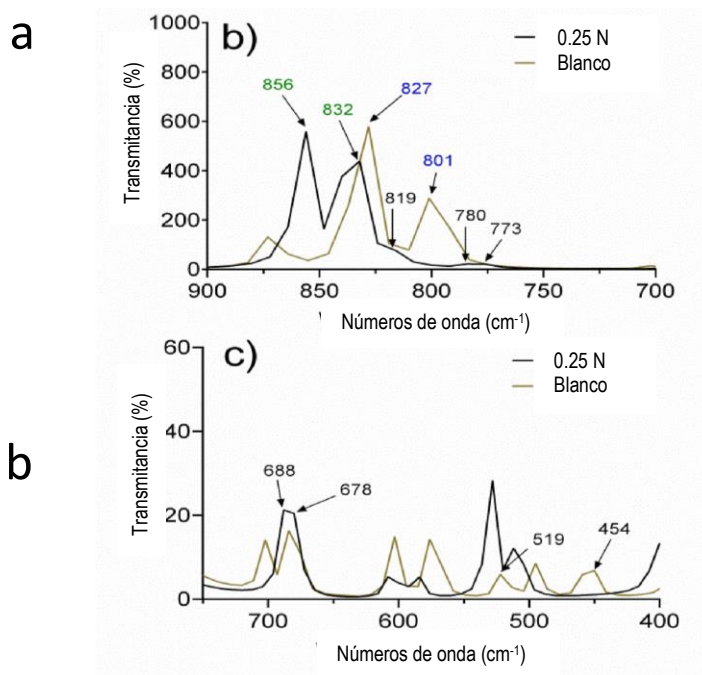 a
b)
1000
800
600
400
200
0
Transmitancia (%)
0.25 N
Blanco
856
832
827
801
819
780
773
900
850
800
750
700
Números de onda (cm-1)
b
c)
60
40
20
0
Transmitancia (%)
0.25 N
Blanco
688
678
519
454
700
600
500
400
Números de onda (cm-1)